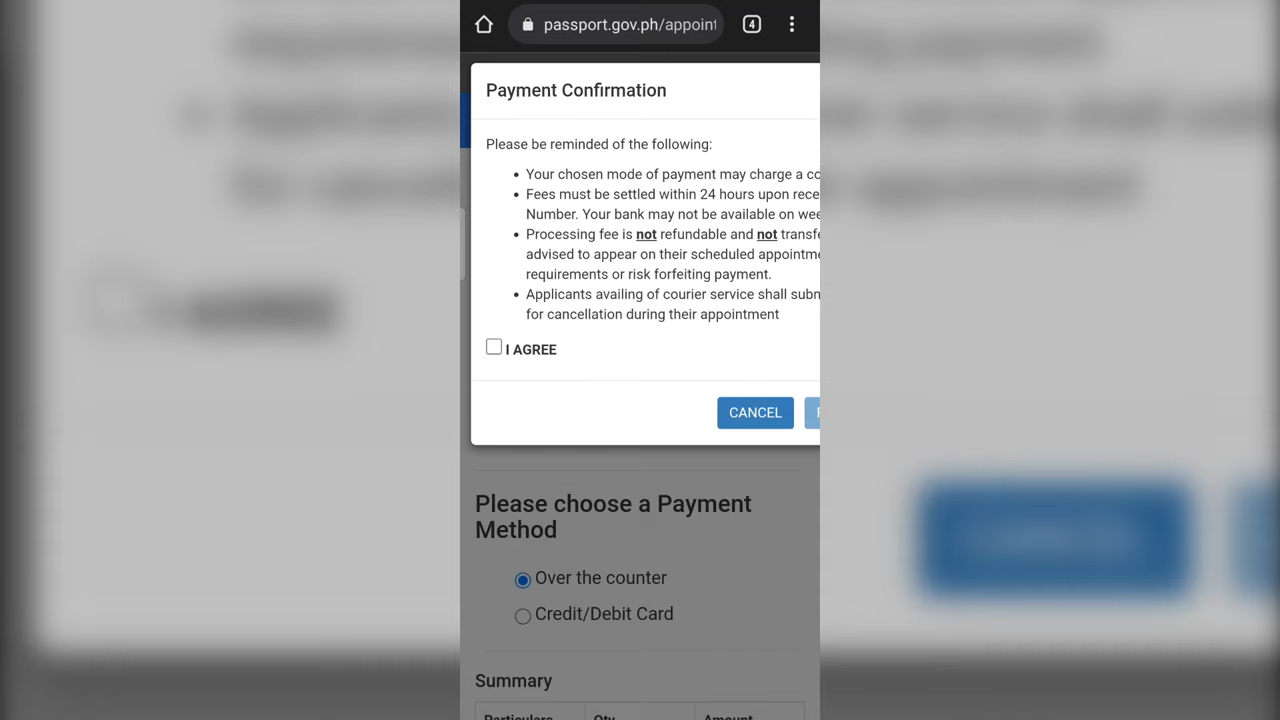 passport.gov.ph/appoint
4
Payment Confirmation
Please be reminded of the following:
Your chosen mode of payment may charge a
Fees must be settled within 24 hours upon
Number. Your bank may not be available on
Processing fee is not refundable and not
advised to appear on their scheduled
requirements or risk forfeiting payment.
Applicants availing of courier service shall
for cancellation during their appointment
I AGREE
CANCEL
Please choose a Payment
Method
Over the counter
Credit/Debit Card
Summary
Particulars Qty Amount